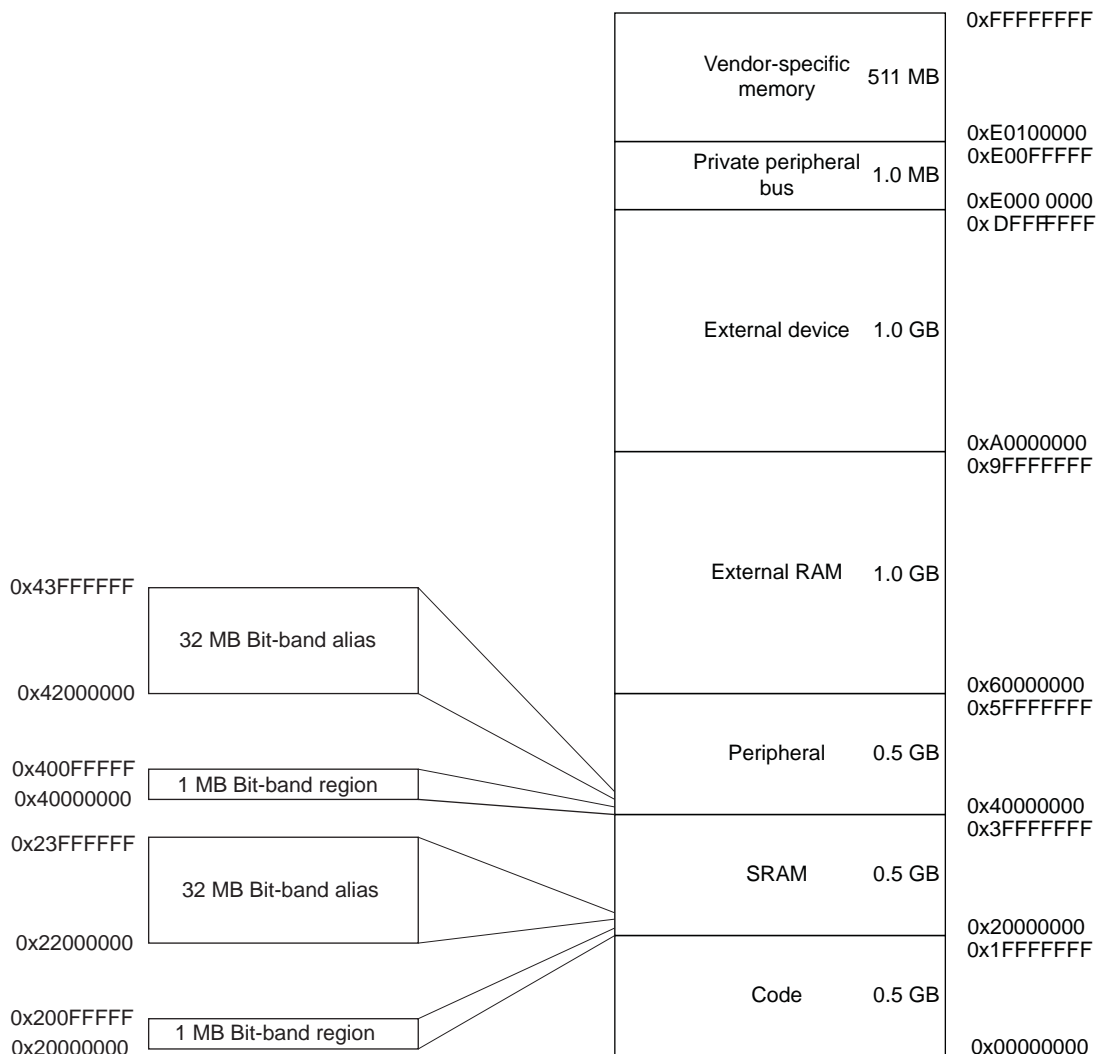 0xFFFFFFFF
Vendor-specific
memory
511 MB
0xE0100000
0xE00FFFFF
Private peripheral
bus
1.0 MB
0xE000 0000
0x DFFFFFFF
External device
1.0 GB
0xA0000000
0x9FFFFFFF
External RAM
1.0 GB
0x60000000
0x5FFFFFFF
Peripheral
0.5 GB
0x40000000
0x3FFFFFFF
SRAM
0.5 GB
0x20000000
0x1FFFFFFF
Code
0.5 GB
0x00000000
0x43FFFFFF
32 MB Bit-band alias
0x42000000
0x400FFFFF
1 MB Bit-band region
0x40000000
0x23FFFFFF
32 MB Bit-band alias
0x22000000
0x200FFFFF
1 MB Bit-band region
0x20000000